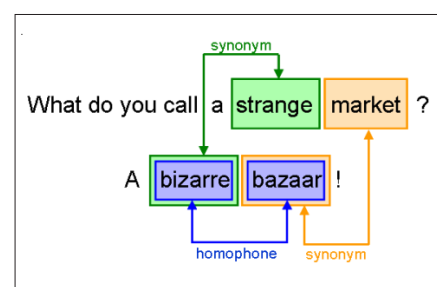 synonym
What do you call a strange market ?
A bizarre bazaar !
homophone synonym